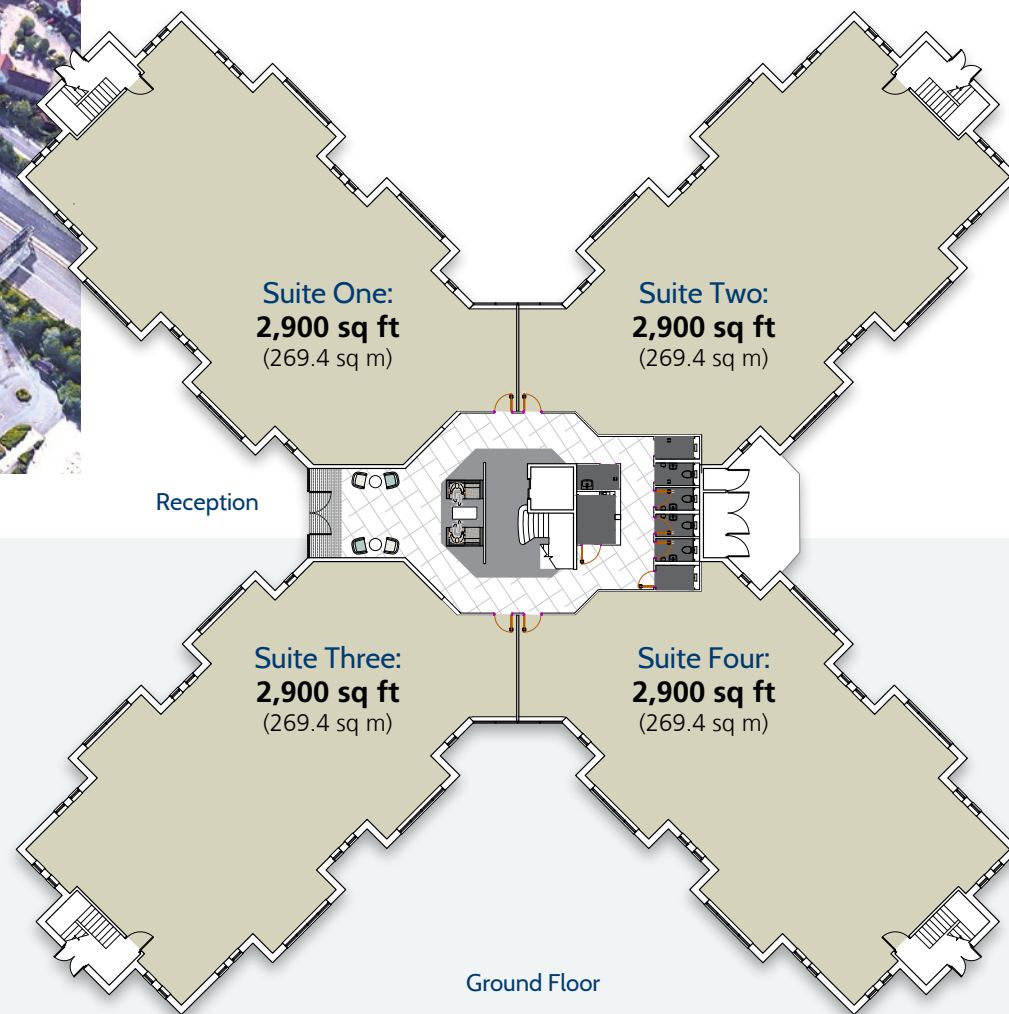 Suite One:
2,900 sq ft
(269.4 sq m)
Suite Two:
2,900 sq ft
(269.4 sq m)
Reception
Suite Three:
2,900 sq ft
(269.4 sq m)
Suite Four:
2,900 sq ft
(269.4 sq m)
Ground Floor